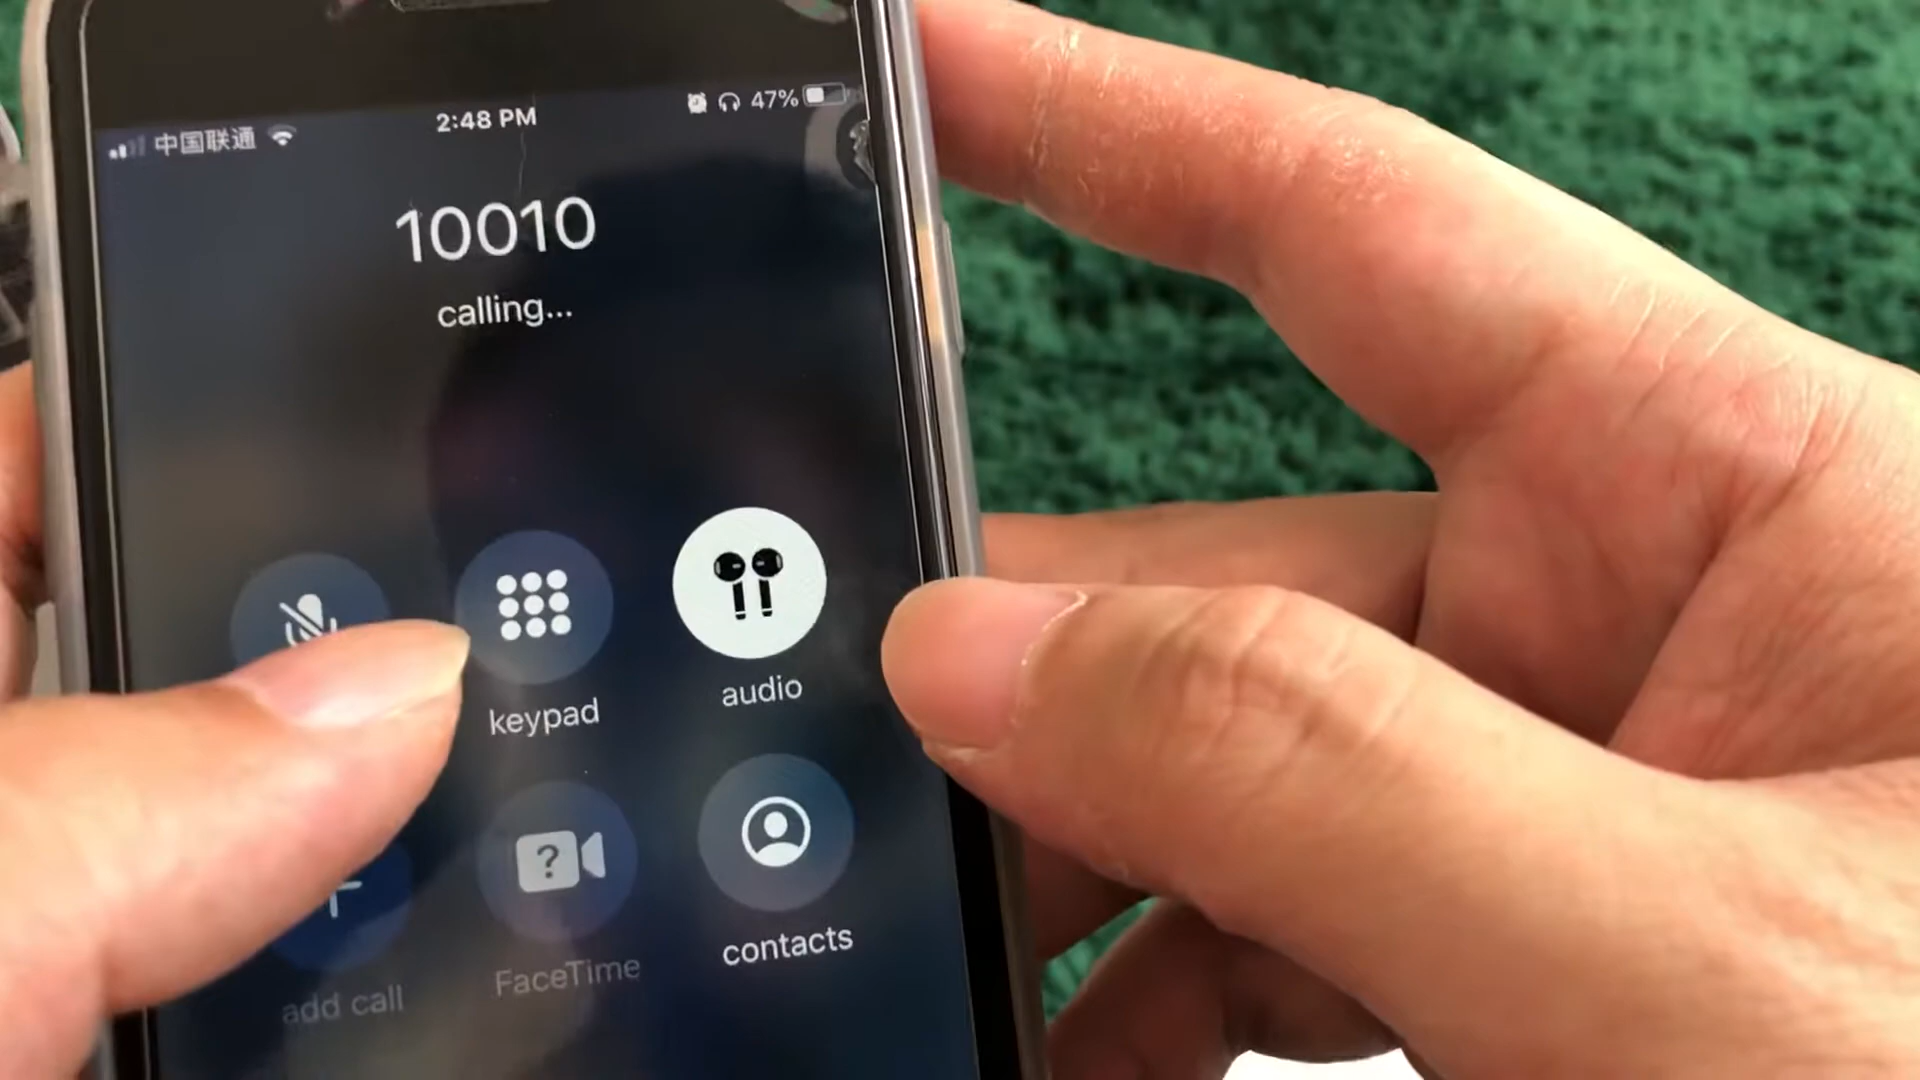 中国联通
2:48 PM
47%
10010
calling...
keypad
audio
add call
FaceTime
contacts